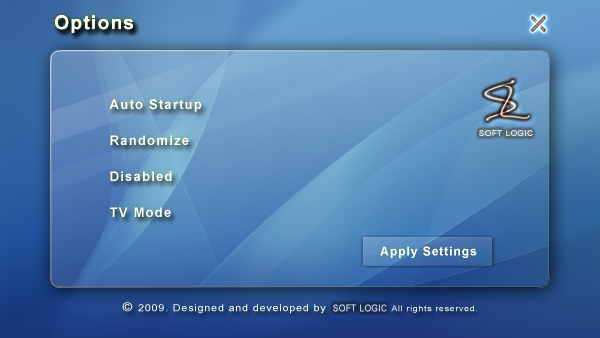 Options
SOFT LOGIC
Auto Startup
Randomize
Disabled
TV Mode
Apply Settings
© 2009. Designed and developed by SOFT LOGIC All rights reserved.